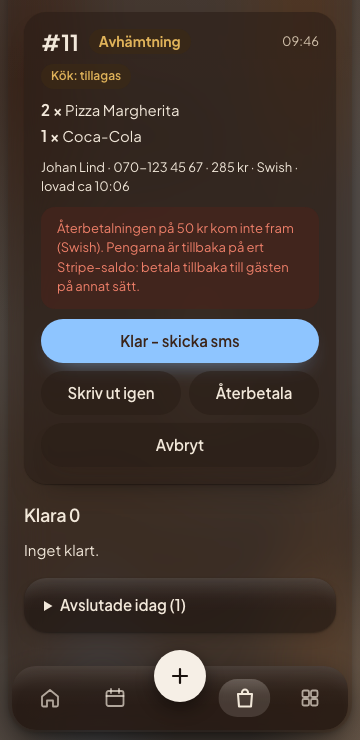 #11 Avhämtning 09:46
Kök: tillagas
2 × Pizza Margherita
1 × Coca-Cola
Johan Lind · 070-123 45 67 · 285 kr · Swish ·
lovad ca 10:06
Återbetalningen på 50 kr kom inte fram
(Swish). Pengarna är tillbaka på ert
Stripe-saldo: betala tillbaka till gästen
på annat sätt.
Klar – skicka sms
Skriv ut igen Återbetala
Avbryt
Klara 0
Inget klart.
▶ Avslutade idag (1)
+